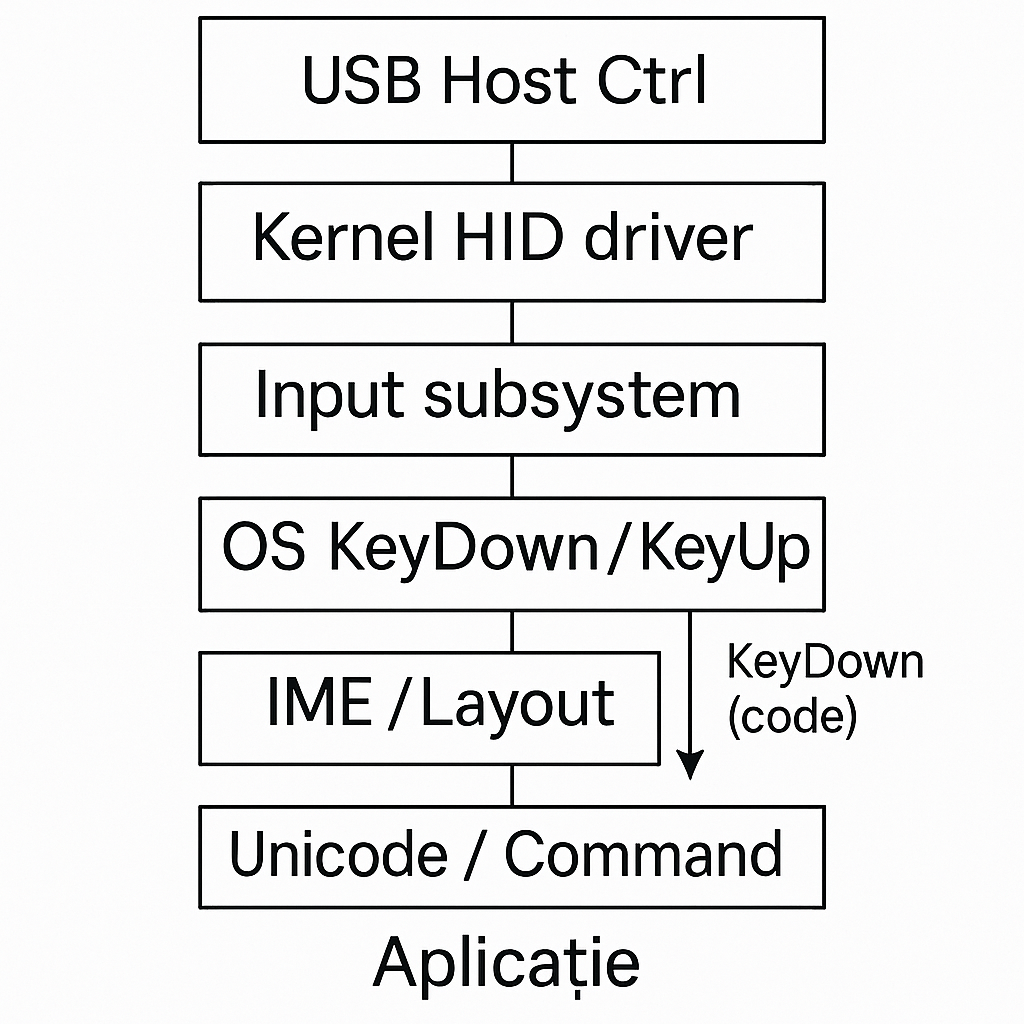 USB Host Ctrl
Kernel HID driver
Input subsystem
OS KeyDown/KeyUp
KeyDown
(code)
IME / Layout
Unicode / Command
Aplicație